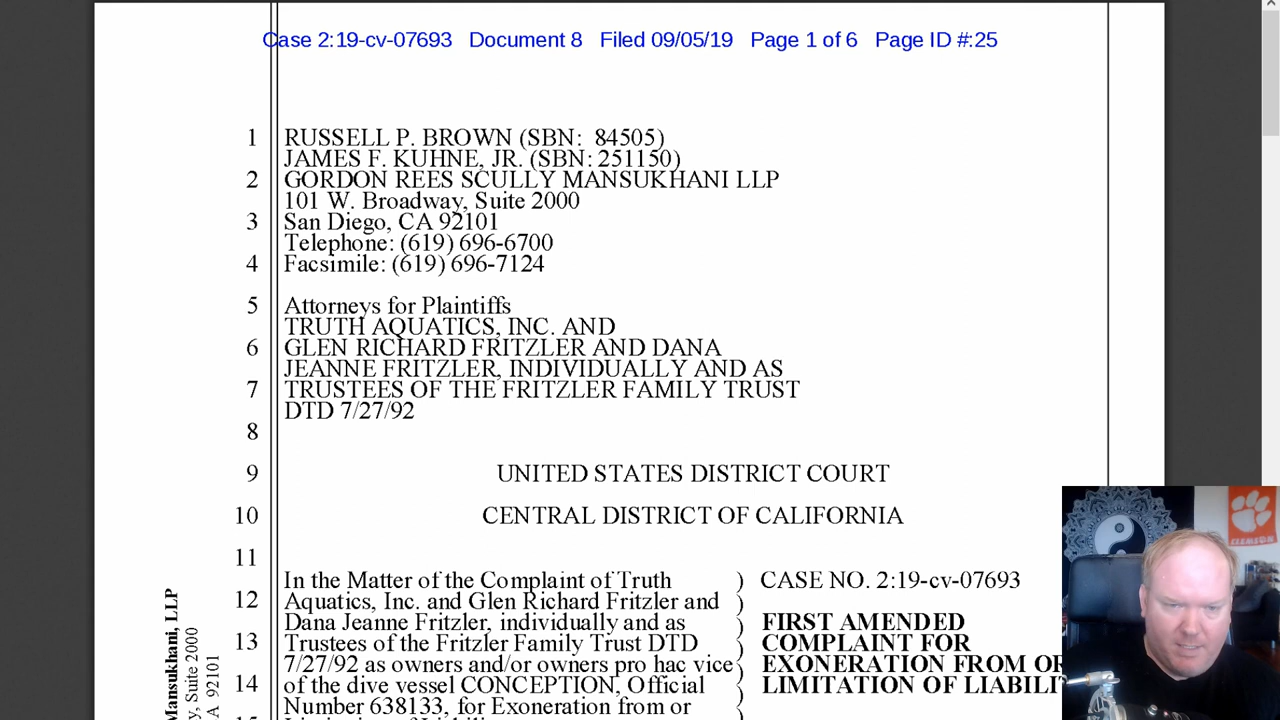 Case 2:19-cv-07693 Document 8 Filed 09/05/19 Page 1 of 6 Page ID #:25
1 RUSSELL P. BROWN (SBN: 84505)
JAMES F. KUHNE, JR. (SBN: 251150)
2 GORDON REES SCULLY MANSUKHANI LLP
101 W. Broadway, Suite 2000
3 San Diego, CA 92101
Telephone: (619) 696-6700
4 Facsimile: (619) 696-7124
5 Attorneys for Plaintiffs
TRUTH AQUATICS, INC. AND
6 GLEN RICHARD FRITZLER AND DANA
JEANNE FRITZLER, INDIVIDUALLY AND AS
7 TRUSTEES OF THE FRITZLER FAMILY TRUST
DTD 7/27/92
8
9 UNITED STATES DISTRICT COURT
10 CENTRAL DISTRICT OF CALIFORNIA
11
In the Matter of the Complaint of Truth ) CASE NO. 2:19-cv-07693
12 Aquatics, Inc. and Glen Richard Fritzler and )
Dana Jeanne Fritzler, individually and as ) FIRST AMENDED
13 Trustees of the Fritzler Family Trust DTD ) COMPLAINT FOR
7/27/92 as owners and/or owners pro hac vice ) EXONERATION FROM OR
14 of the dive vessel CONCEPTION, Official ) LIMITATION OF LIABILI
Number 638133, for Exoneration from or )
Mansukhani, LLP
y, Suite 2000
A 92101
CLEMSON